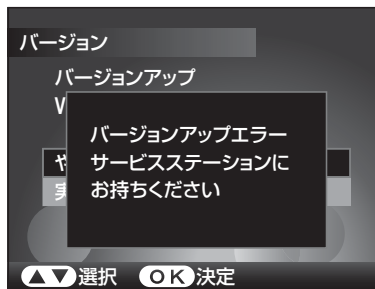 バージョン
バージョンアップ
V
バージョンアップエラー
サービスステーションに
お持ちください
や
実
▲▼選択 OK決定